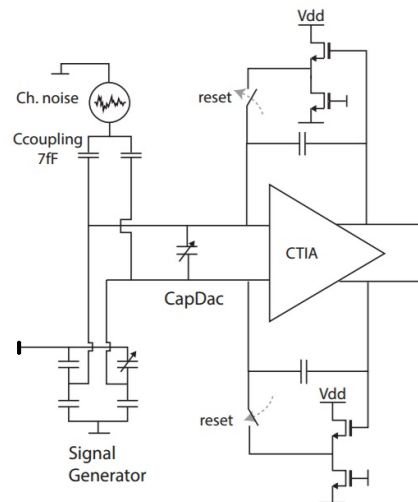 Vdd
Ch. noise
reset
Ccoupling
7fF
CTIA
CapDac
reset
Vdd
Signal
Generator